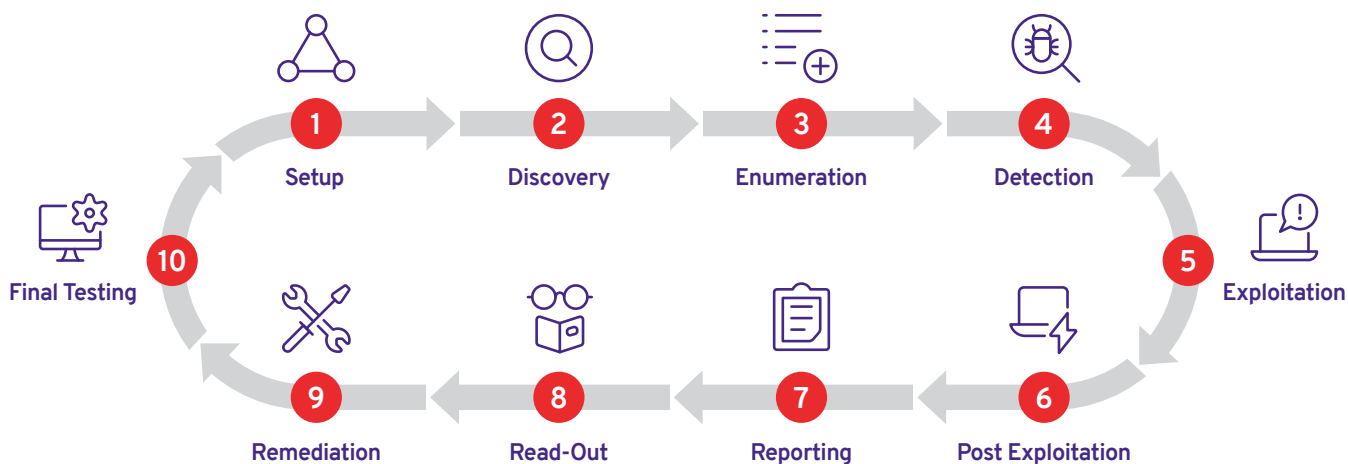 1
Setup
2
Discovery
3
Enumeration
4
Detection
5
Exploitation
6
Post Exploitation
7
Reporting
8
Read-Out
9
Remediation
10
Final Testing